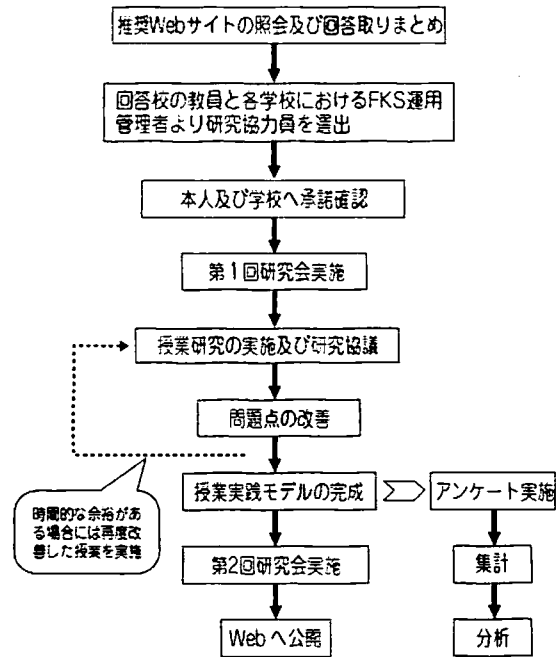 推奨Webサイトの照会及び回答取りまとめ
回答校の教員と各学校におけるFKS運用
管理者より研究協力員を選出
本人及び学校へ承諾確認
第1回研究会実施
授業研究の実施及び研究協議
問題点の改善
時間的な余裕があ
る場合には再度改
善した授業を実施
授業実践モデルの完成
アンケート実施
第2回研究会実施
集計
Webへ公開
分析